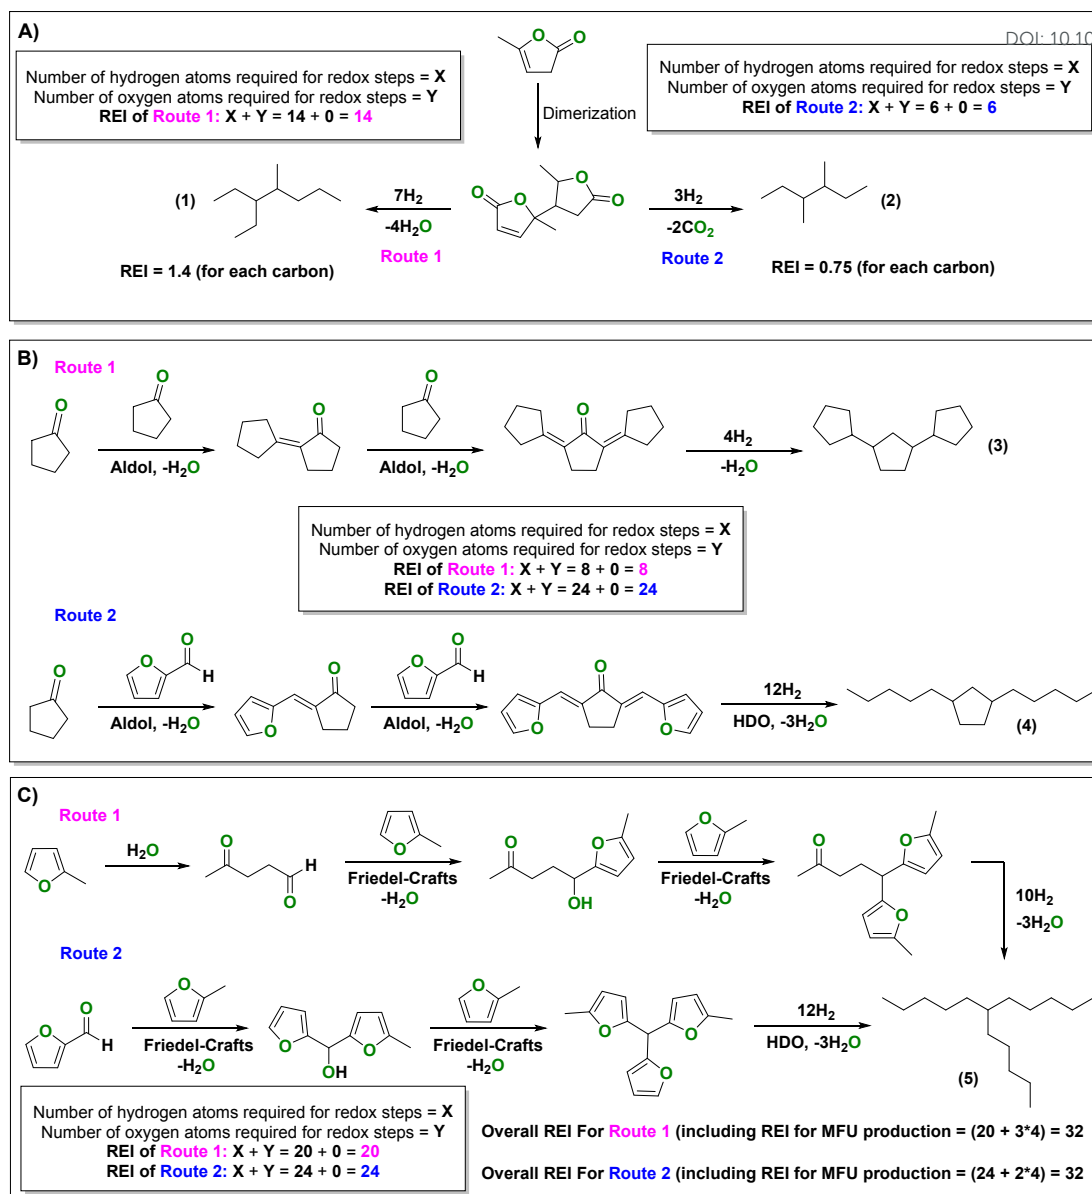 A)
DOI: 10.10
O
O
Number of hydrogen atoms required for redox steps = X
Number of oxygen atoms required for redox steps = Y
REI of Route 1: X + Y = 14 + 0 = 14
Number of hydrogen atoms required for redox steps = X
Number of oxygen atoms required for redox steps = Y
REI of Route 2: X + Y = 6 + 0 = 6
Dimerization
(1)
7H2
-4H2O
Route 1
O
O
O
O
3H2
-2CO2
Route 2
(2)
REI = 1.4 (for each carbon)
REI = 0.75 (for each carbon)
B)
Route 1
O
O
Aldol, -H2O
O
O
Aldol, -H2O
O
4H2
-H2O
(3)
Number of hydrogen atoms required for redox steps = X
Number of oxygen atoms required for redox steps = Y
REI of Route 1: X + Y = 8 + 0 = 8
REI of Route 2: X + Y = 24 + 0 = 24
Route 2
O
O
O
H
Aldol, -H2O
O
O
O
O
H
Aldol, -H2O
O
O
O
12H2
HDO, -3H2O
(4)
C)
Route 1
O
H2O
O
H
O
O
Friedel-Crafts
-H2O
O
O
OH
O
Friedel-Crafts
-H2O
O
O
O
10H2
-3H2O
Route 2
O
O
H
O
Friedel-Crafts
-H2O
O
O
OH
O
Friedel-Crafts
-H2O
O
O
O
12H2
HDO, -3H2O
(5)
Number of hydrogen atoms required for redox steps = X
Number of oxygen atoms required for redox steps = Y
REI of Route 1: X + Y = 20 + 0 = 20
REI of Route 2: X + Y = 24 + 0 = 24
Overall REI For Route 1 (including REI for MFU production = (20 + 3*4) = 32
Overall REI For Route 2 (including REI for MFU production = (24 + 2*4) = 32